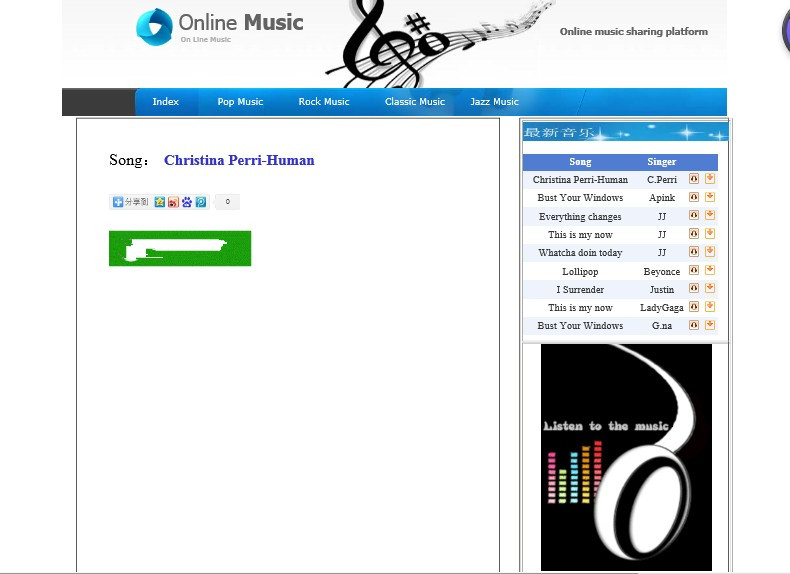 Online Music
On Line Music
Online music sharing platform
Index Pop Music Rock Music Classic Music Jazz Music
Song： Christina Perri-Human
分享到 0
最新音乐
Song Singer
Christina Perri-Human C.Perri
Bust Your Windows Apink
Everything changes JJ
This is my now JJ
Whatcha doin today JJ
Lollipop Beyonce
I Surrender Justin
This is my now LadyGaga
Bust Your Windows G.na
Listen to the music